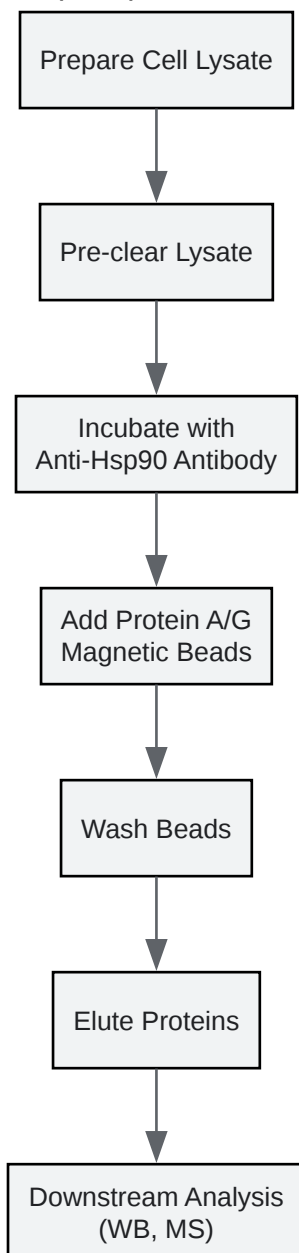 Prepare Cell Lysate
Pre-clear Lysate
Incubate with
Anti-Hsp90 Antibody
Add Protein A/G
Magnetic Beads
Wash Beads
Elute Proteins
Downstream Analysis
(WB, MS)